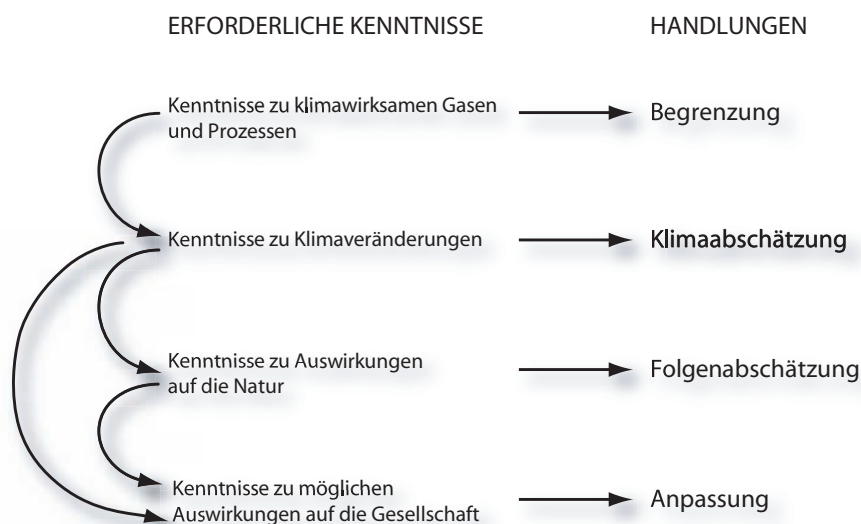 ERFORDERLICHE KENNTNISSE
HANDLUNGEN
Kenntnisse zu klimawirksamen Gasen
und Prozessen
Begrenzung
Kenntnisse zu Klimaveränderungen
Klimaabschätzung
Kenntnisse zu Auswirkungen
auf die Natur
Folgenabschätzung
Kenntnisse zu möglichen
Auswirkungen auf die Gesellschaft
Anpassung